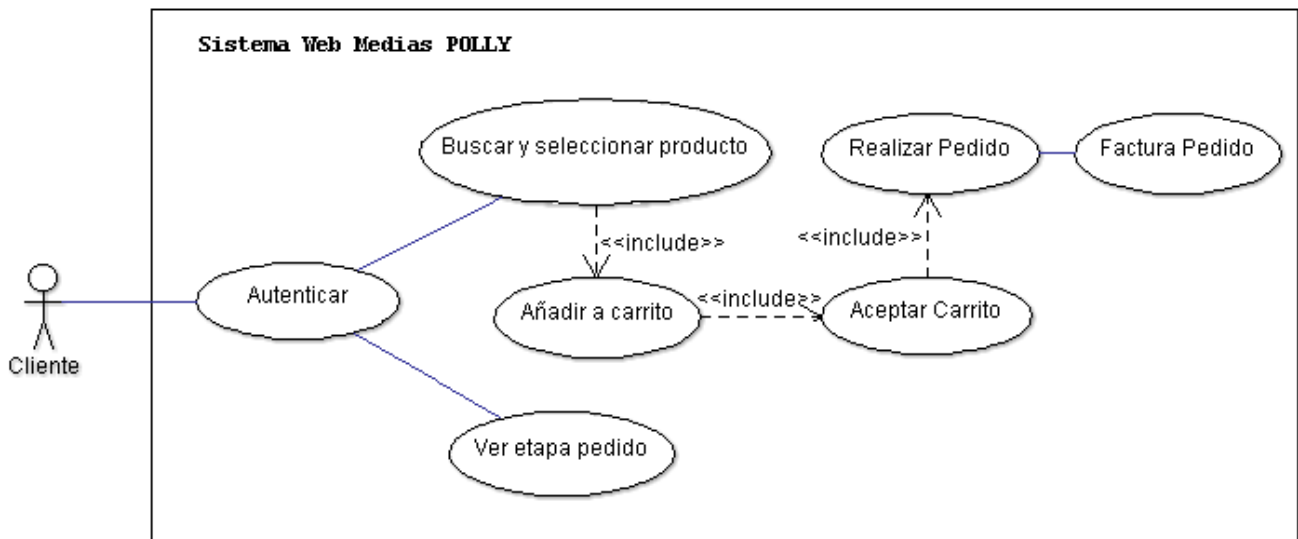 Sistema Web Medias POLLY
Buscar y seleccionar producto
Realizar Pedido
Factura Pedido
<<include>>
<<include>>
Autenticar
Añadir a carrito
<<include>>
Aceptar Carrito
Cliente
Ver etapa pedido